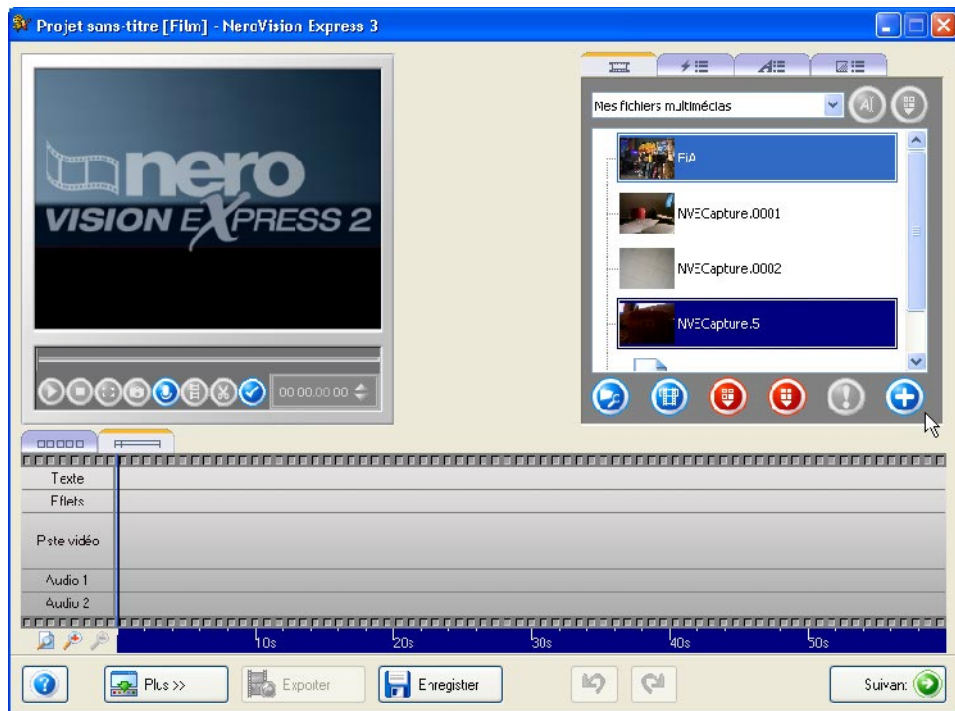 Projet sans-titre [Film] - NeroVision Express 3
nero
VISION EXPRESS 2
00:00.00.00
Mes fichiers multimédias
FIA
NVECapture.0001
NVECapture.0002
NVECapture.5
Texte
Effets
Piste vidéo
Audio 1
Audio 2
10s 20s 30s 40s 50s
Plus >>
Exporter
Enregistrer
Suivant